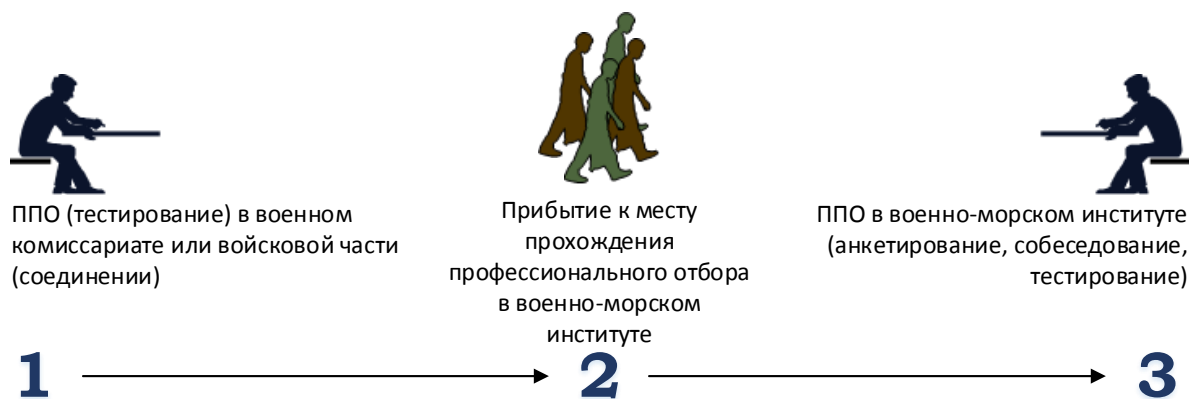 ППО (тестирование) в военном
комиссариате или войсковой части
(соединении)
Прибытие к месту
прохождения
профессионального отбора
в военно-морском
институте
ППО в военно-морском институте
(анкетирование, собеседование,
тестирование)
1
2
3